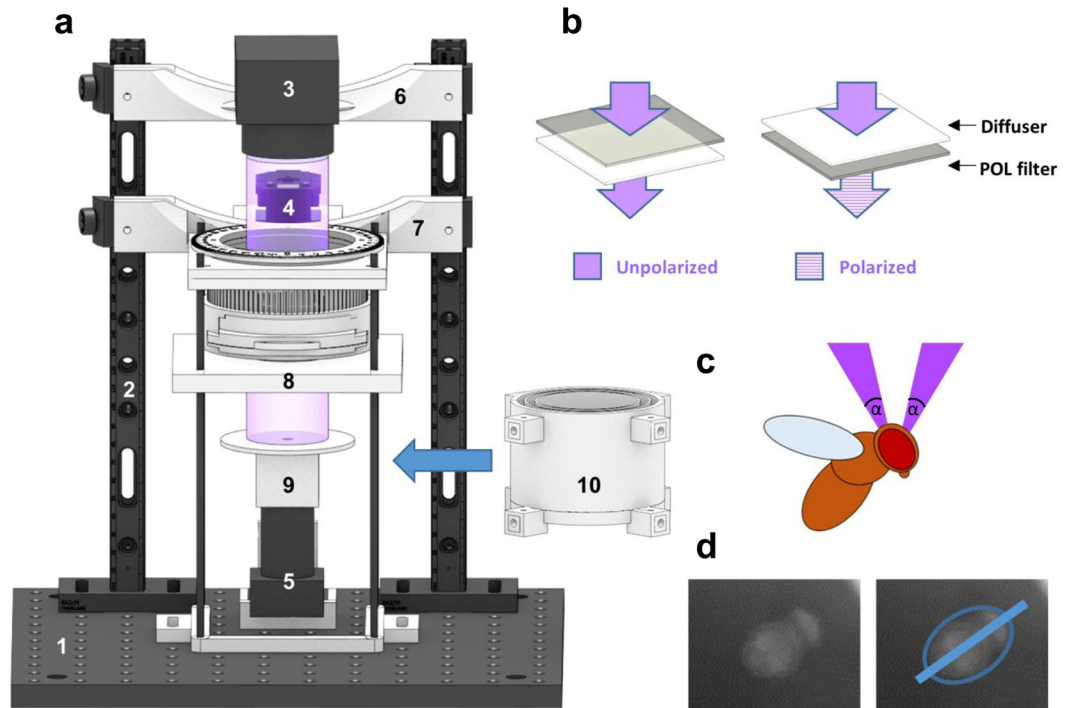 a
b
3
6
Diffuser
POL filter
4
7
Unpolarized
Polarized
8
c
2
α
α
9
10
d
5
1